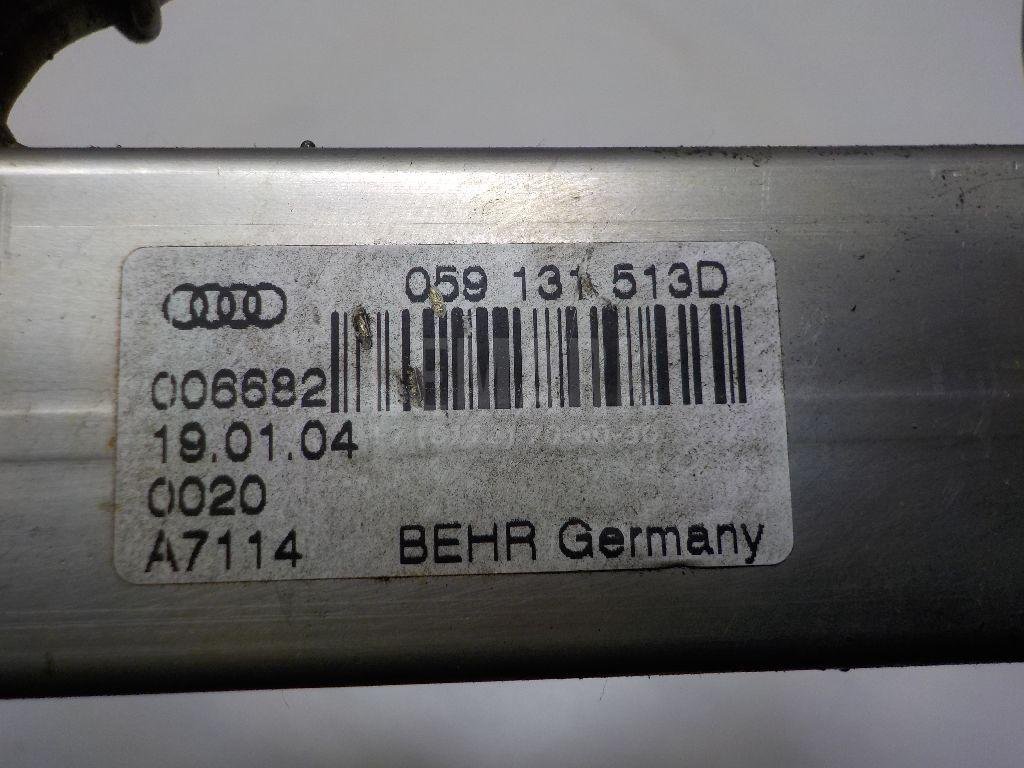 059 131 513D
006682
19.01.04
0020
A7114
BEHR Germany